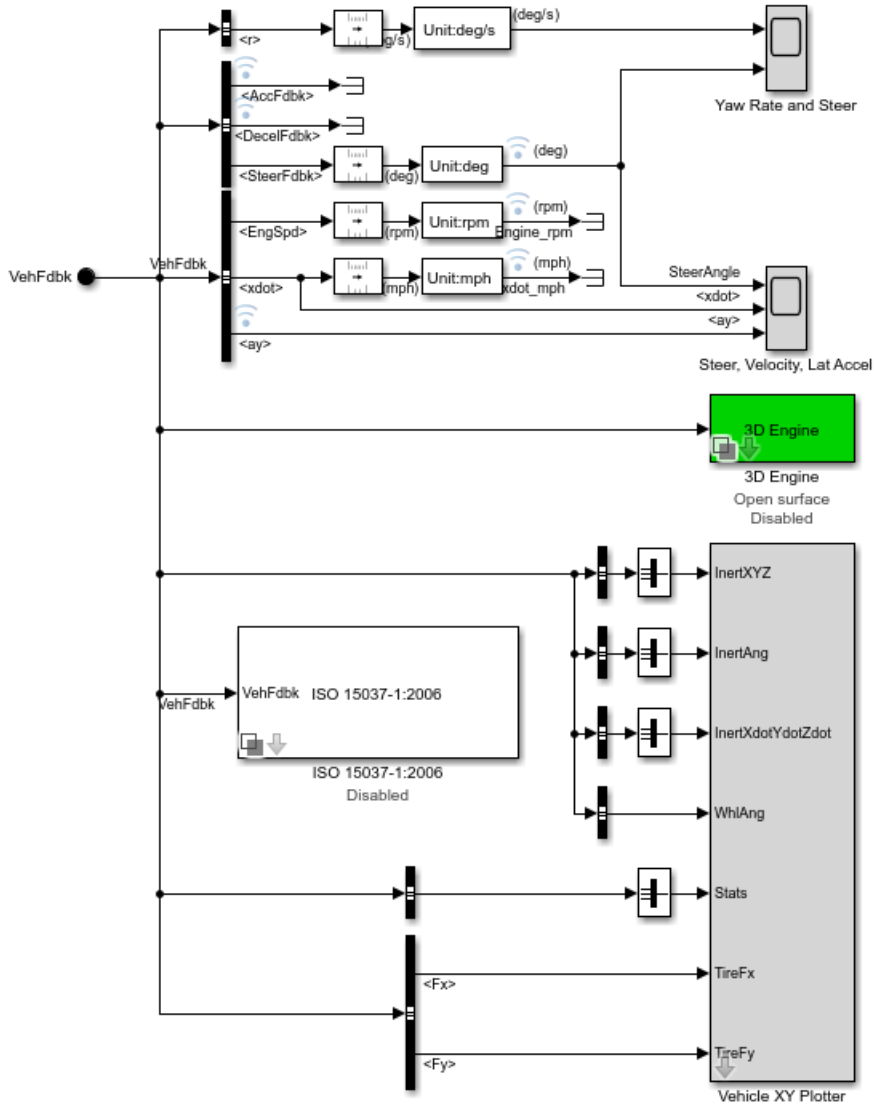 (deg/s)
<r>
g/s)
Unit:deg/s
<AccFdbk>
Yaw Rate and Steer
<DecelFdbk>
(deg)
Unit:deg
<SteerFdbk>
(deg)
(rpm)
Unit:rpm
<EngSpd>
(rpm)
Engine_rpm
VehFdbk
VehFdbk
(mph)
Unit:mph
SteerAngle
<xdot>
(mph)
xdot_mph
<xdot>
<ay>
<ay>
Steer, Velocity, Lat Accel
3D Engine
3D Engine
Open surface
Disabled
InertXYZ
InertAng
VehFdbk
ISO 15037-1:2006
VehFdbk
InertXdotYdotZdot
ISO 15037-1:2006
Disabled
WhlAng
Stats
TireFx
<Fx>
TireFy
<Fy>
Vehicle XY Plotter